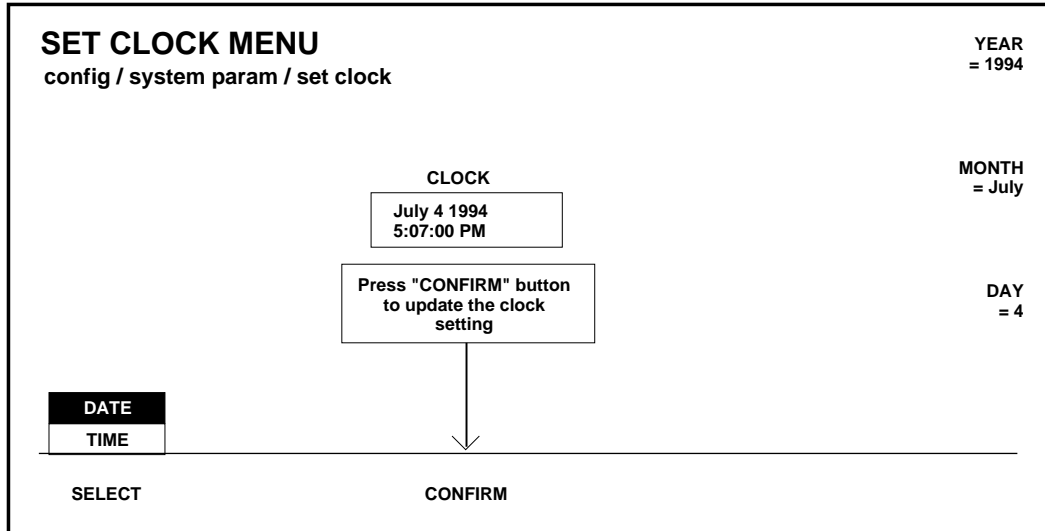 SET CLOCK MENU
config / system param / set clock
YEAR
= 1994
MONTH
= July
CLOCK
July 4 1994
5:07:00 PM
Press "CONFIRM" button
to update the clock
setting
DAY
= 4
DATE
TIME
SELECT
CONFIRM